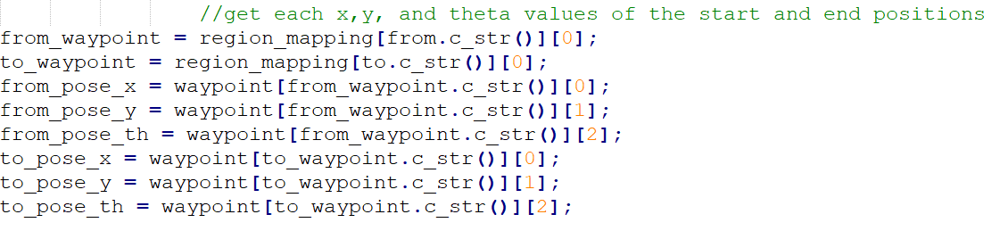 //get each x,y, and theta values of the start and end positions
from_waypoint = region_mapping[from.c_str()][0];
to_waypoint = region_mapping[to.c_str()][0];
from_pose_x = waypoint[from_waypoint.c_str()][0];
from_pose_y = waypoint[from_waypoint.c_str()][1];
from_pose_th = waypoint[from_waypoint.c_str()][2];
to_pose_x = waypoint[to_waypoint.c_str()][0];
to_pose_y = waypoint[to_waypoint.c_str()][1];
to_pose_th = waypoint[to_waypoint.c_str()][2];